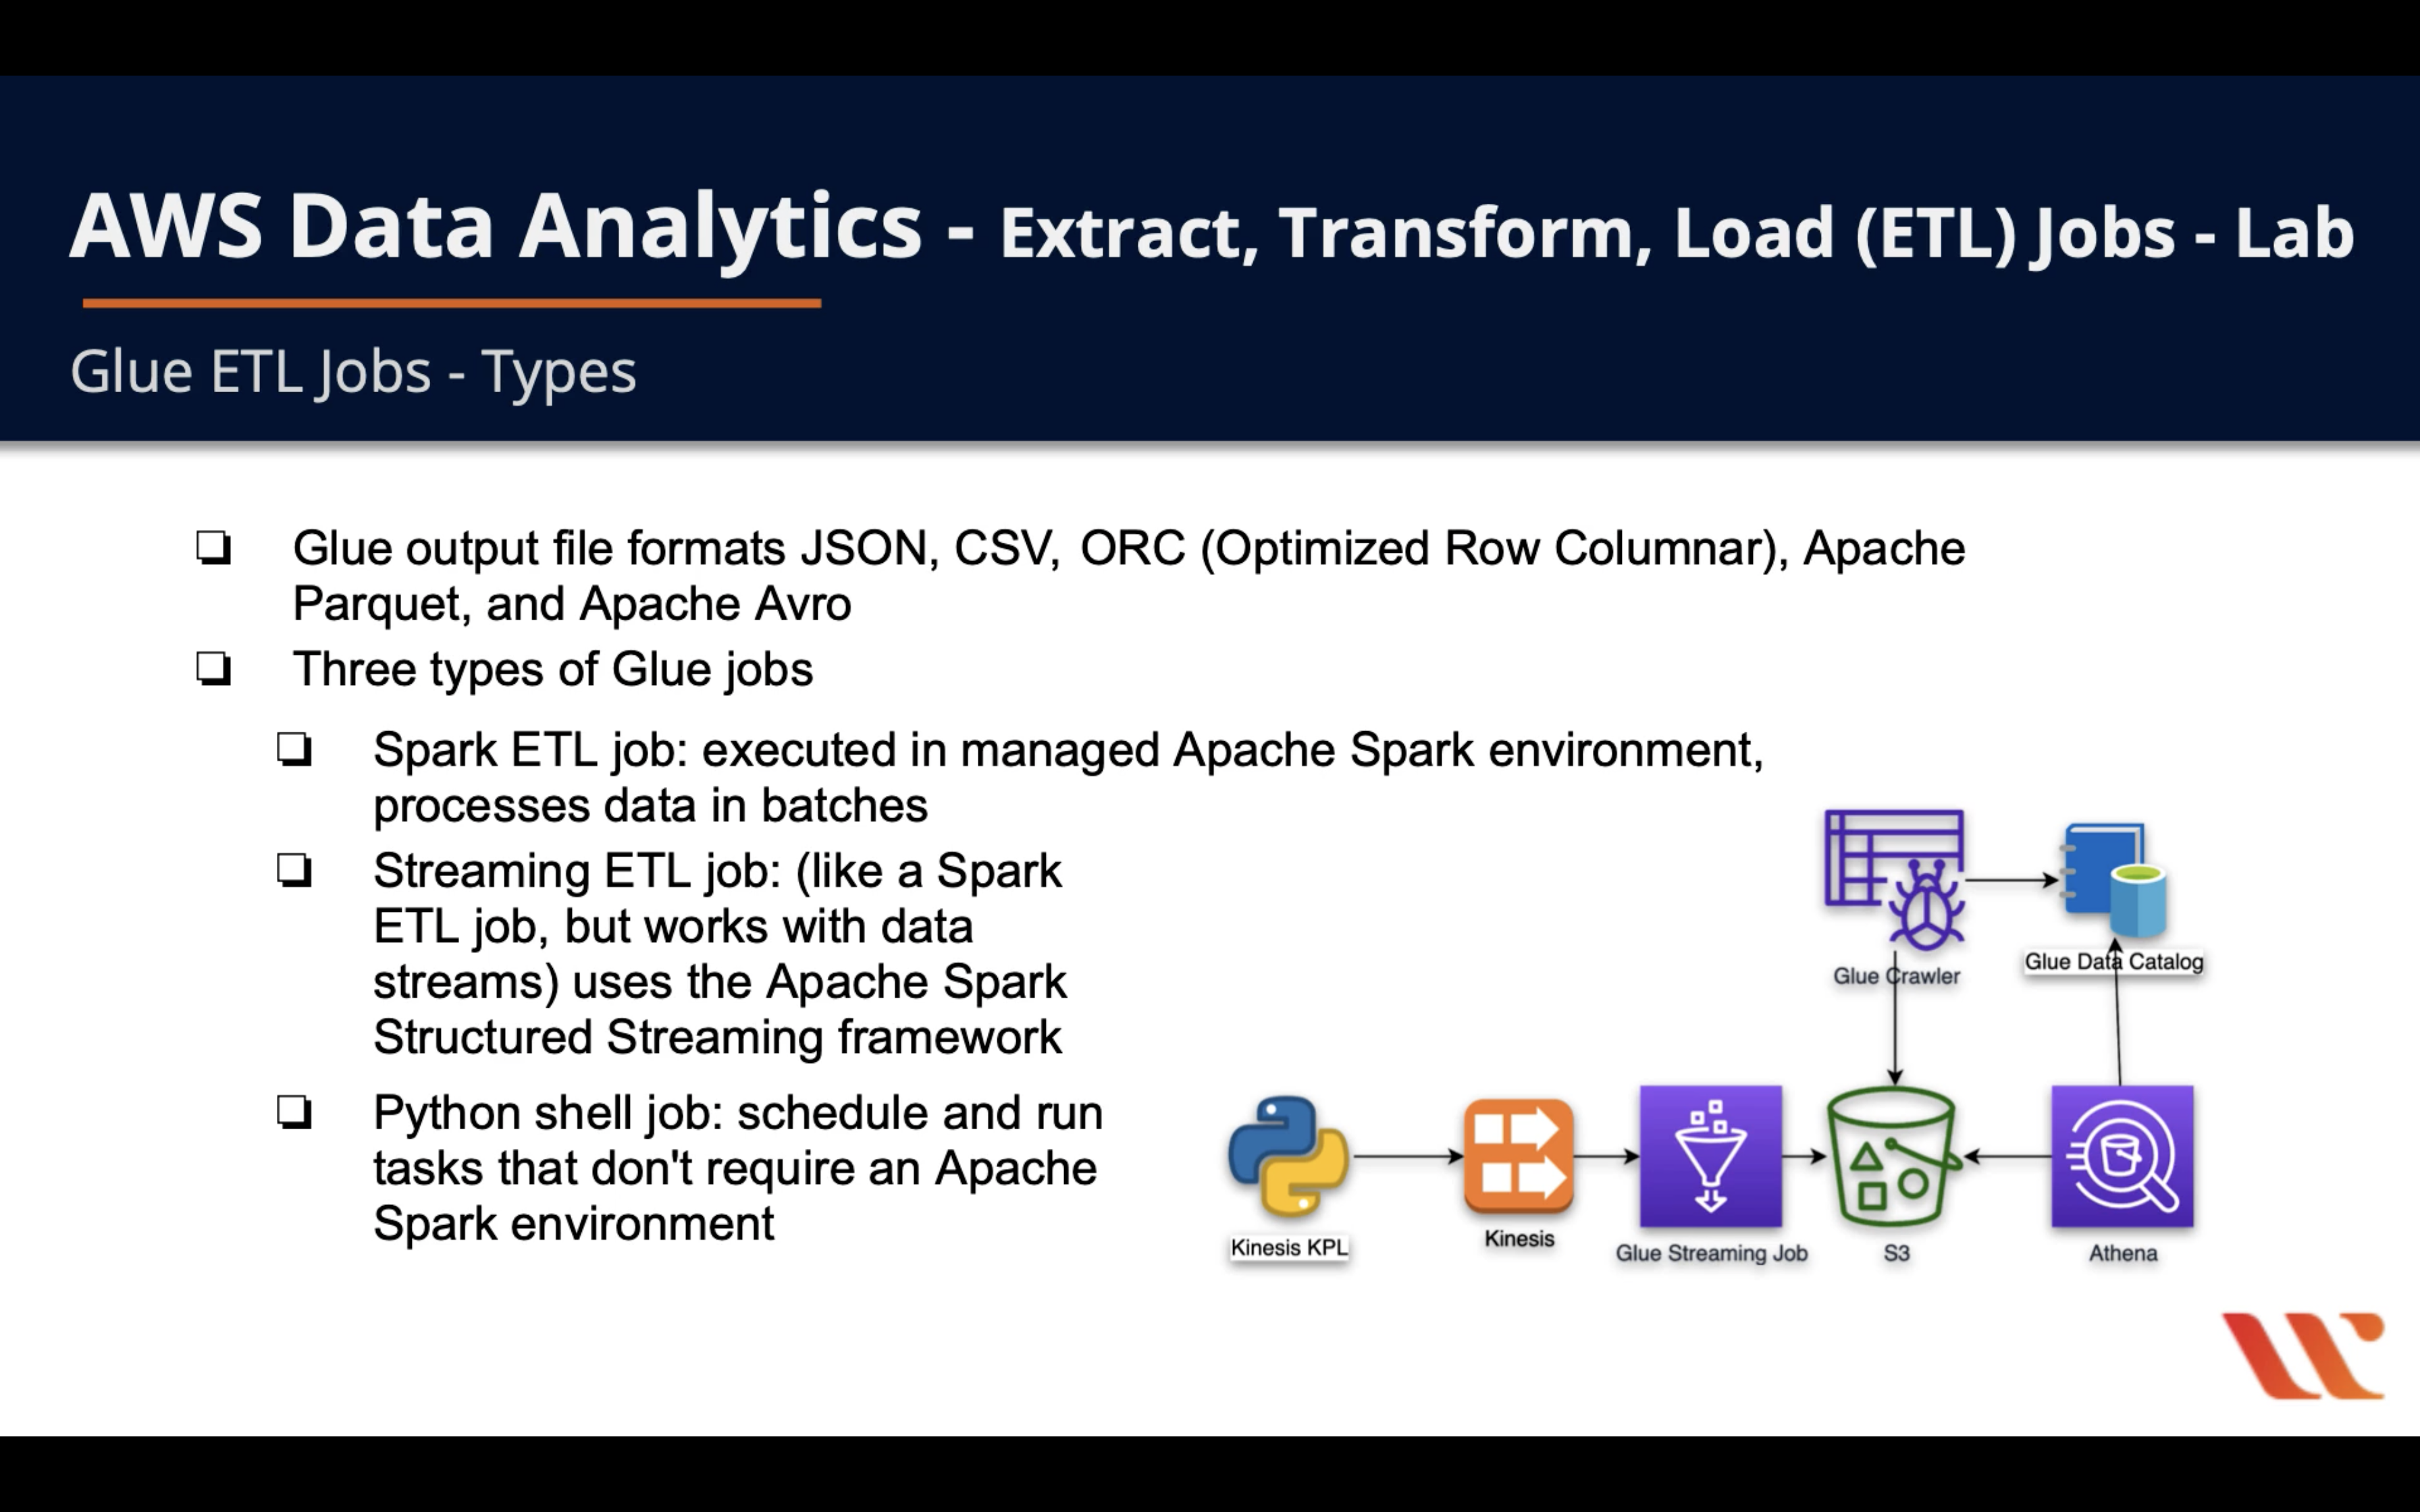 AWS Data Analytics - Extract, Transform, Load (ETL) Jobs - Lab
Glue ETL Jobs - Types
Glue output file formats JSON, CSV, ORC (Optimized Row Columnar), Apache
Parquet, and Apache Avro
Three types of Glue jobs
Spark ETL job: executed in managed Apache Spark environment,
processes data in batches
Streaming ETL job: (like a Spark
ETL job, but works with data
streams) uses the Apache Spark
Structured Streaming framework
Python shell job: schedule and run
tasks that don't require an Apache
Spark environment
Glue Crawler
Glue Data Catalog
Kinesis KPL
Kinesis
Glue Streaming Job
S3
Athena